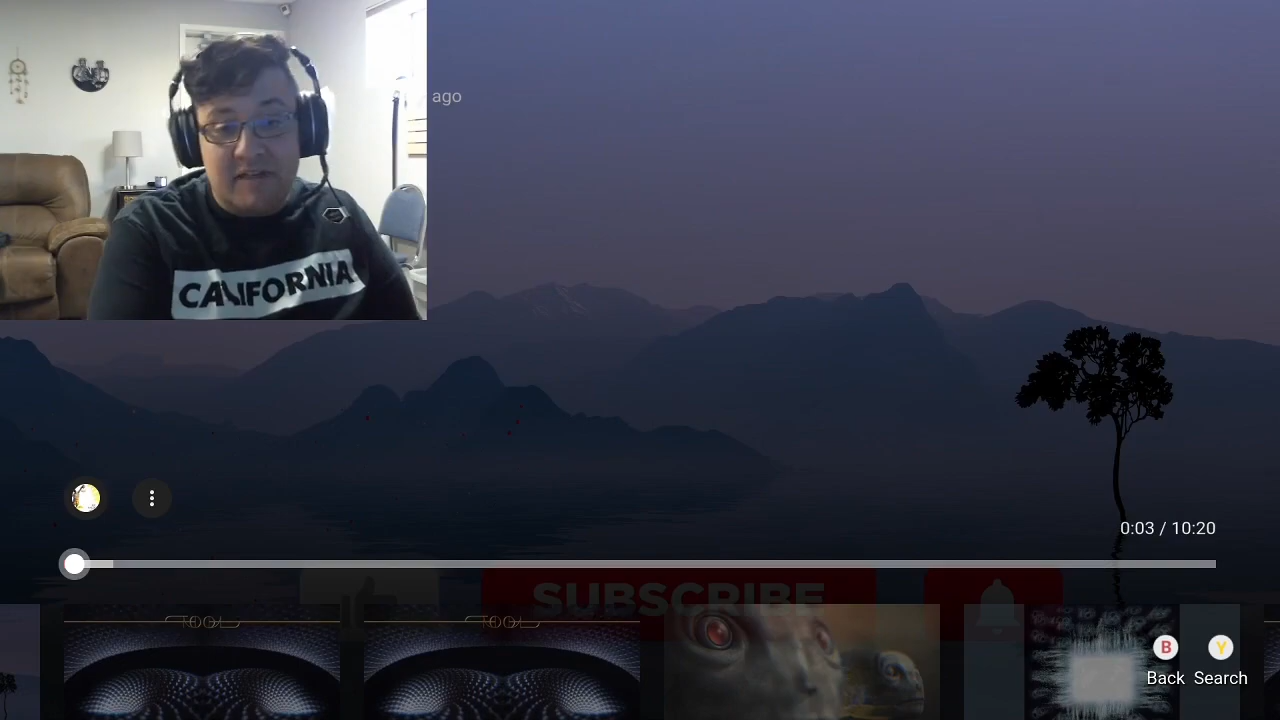 ago
CALIFORNIA
0:03 / 10:20
SUBSCRIBE
TOOL
TOOL
B
Y
Back
Search